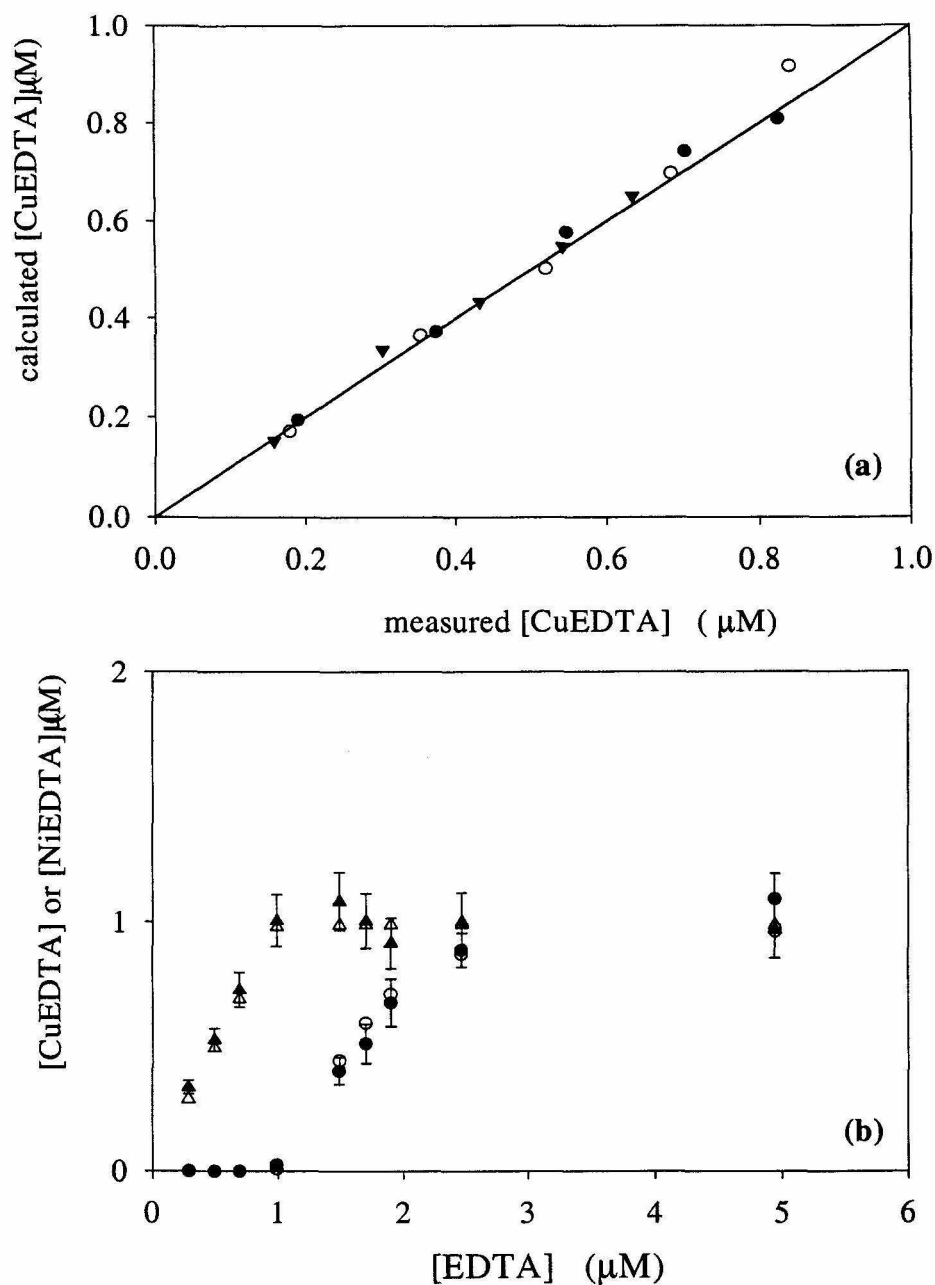 calculated [CuEDTA]μ(M)
1.0
0.8
0.6
0.4
0.2
0.0
(a)
0.0 0.2 0.4 0.6 0.8 1.0
measured [CuEDTA] ( μM)
[CuEDTA] or [NiEDTA]μ(M)
2
1
0
(b)
0 1 2 3 4 5 6
[EDTA] (μM)